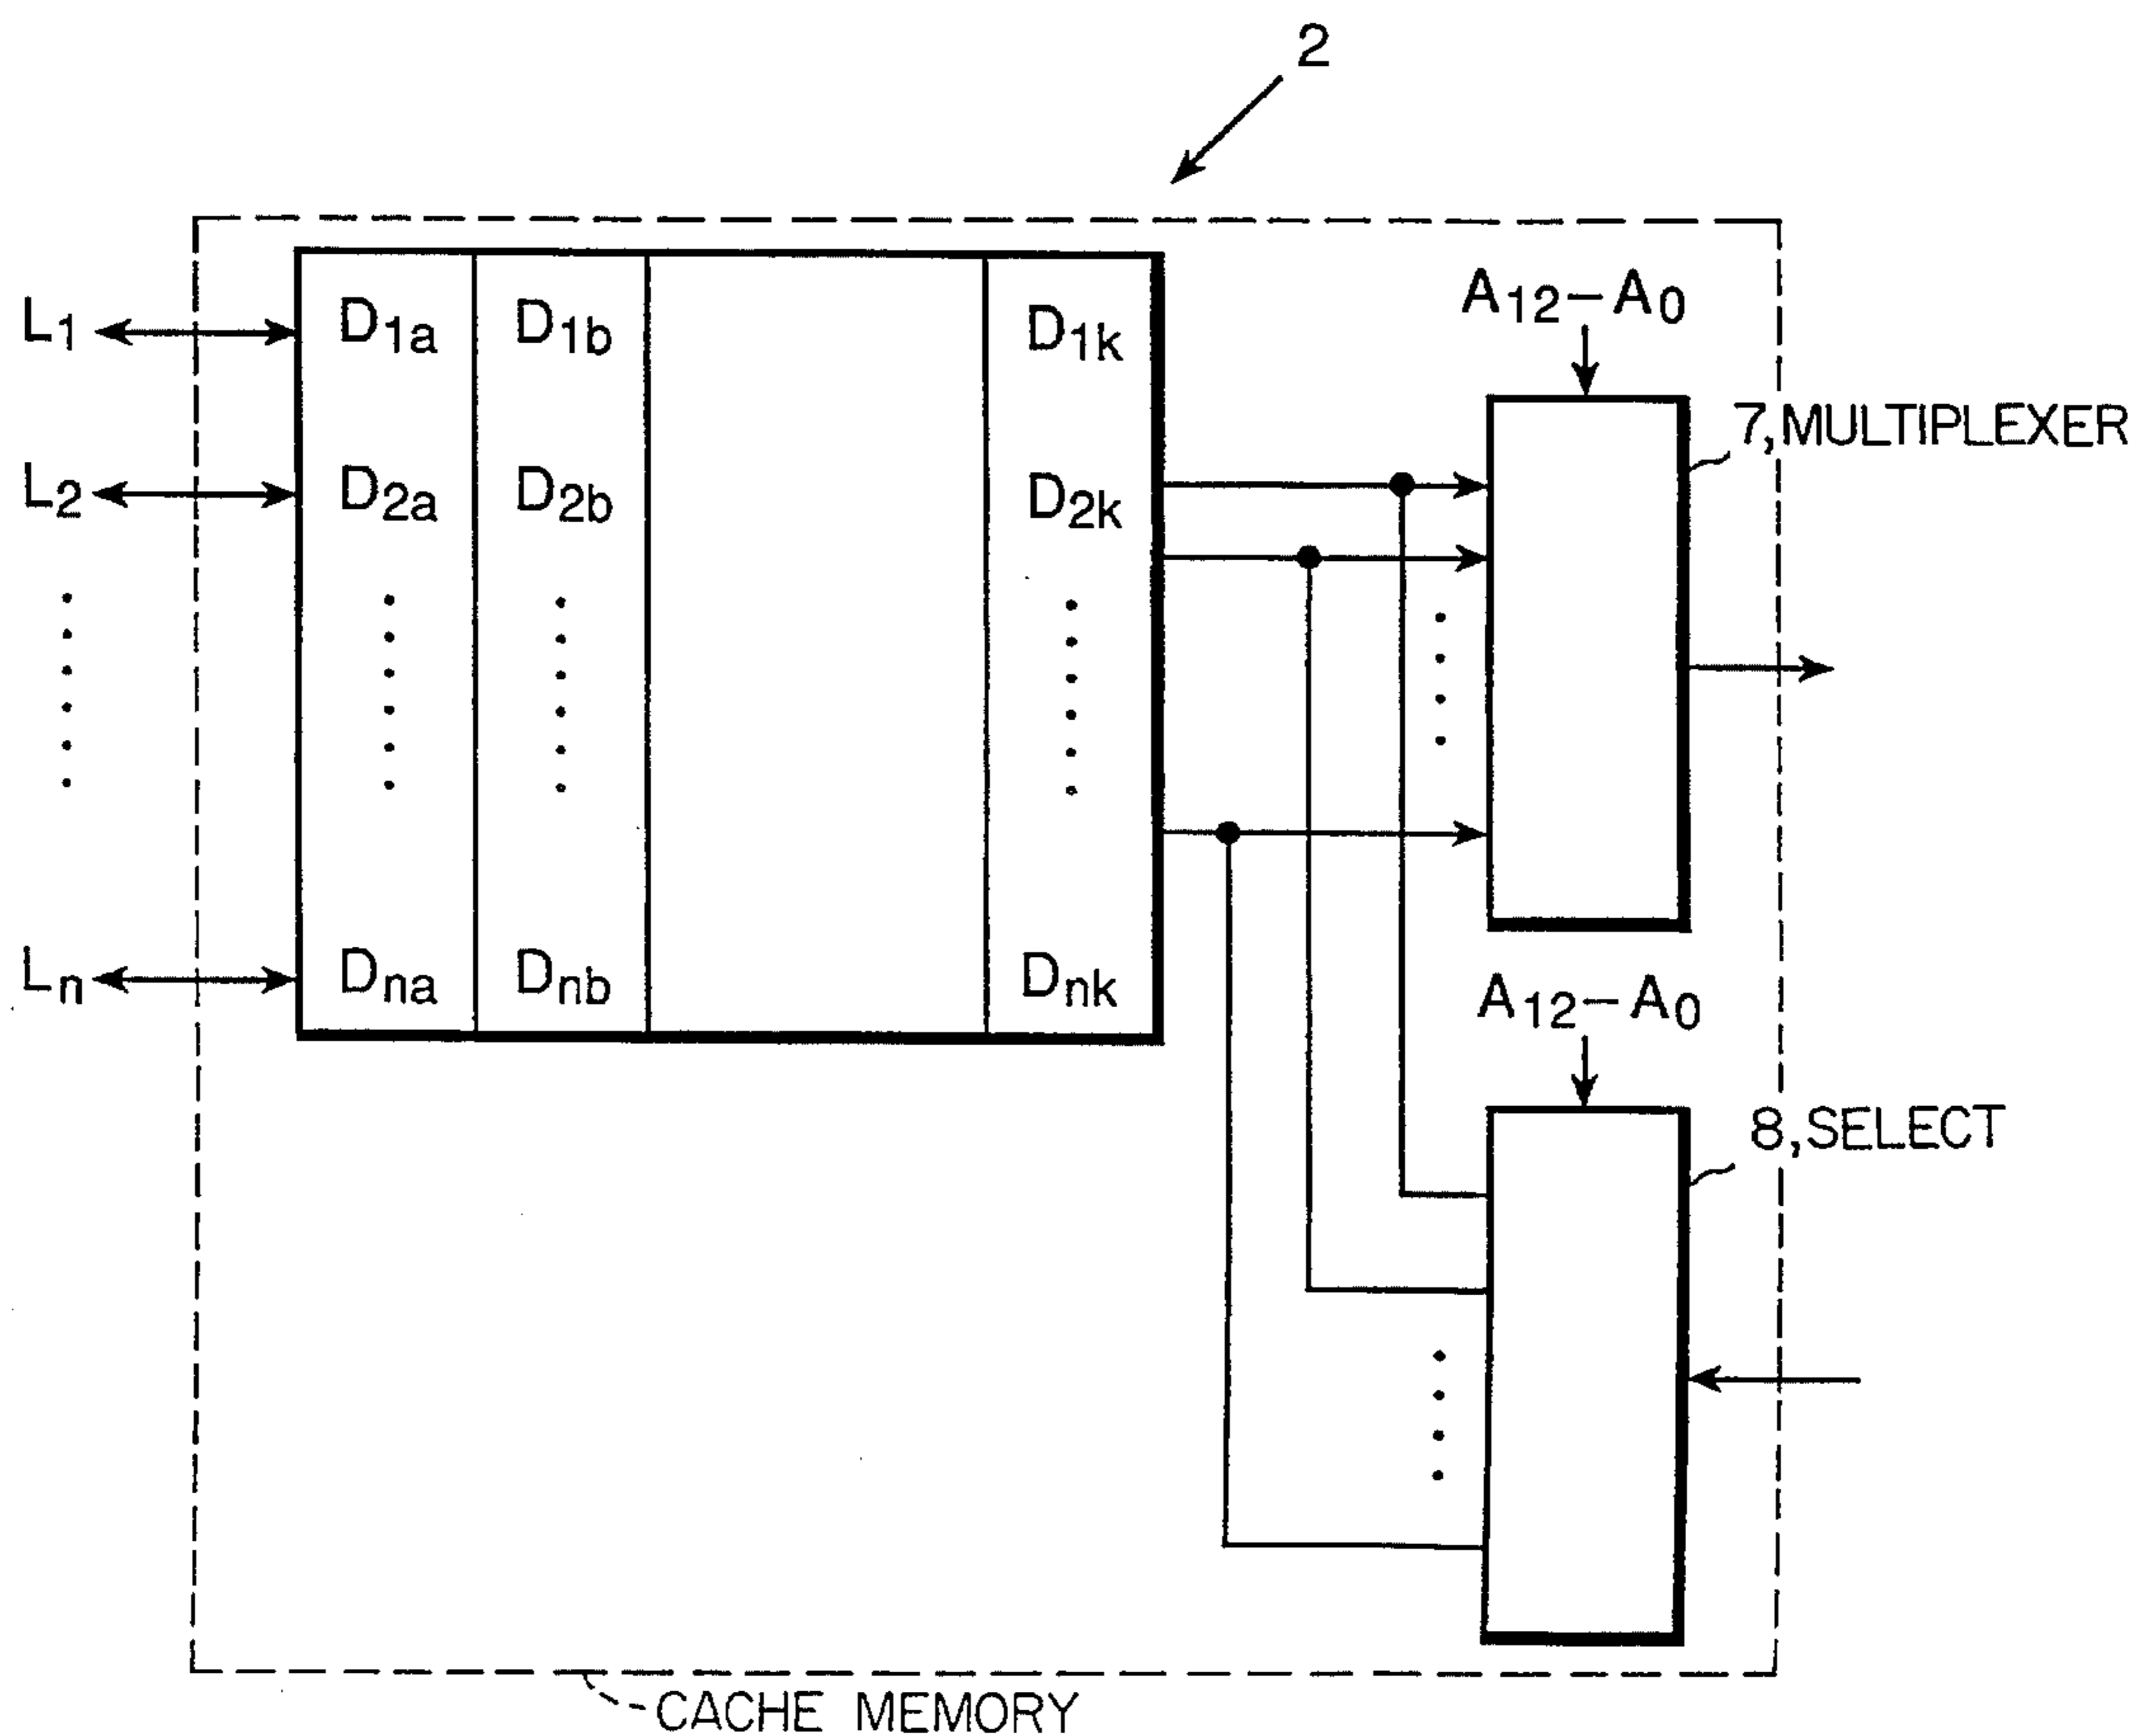 2
A12–A0
L1 D1a D1b D1k
7, MULTIPLEXER
L2 D2a D2b D2k
Ln Dna Dnb Dnk
A12–A0
8, SELECT
CACHE MEMORY